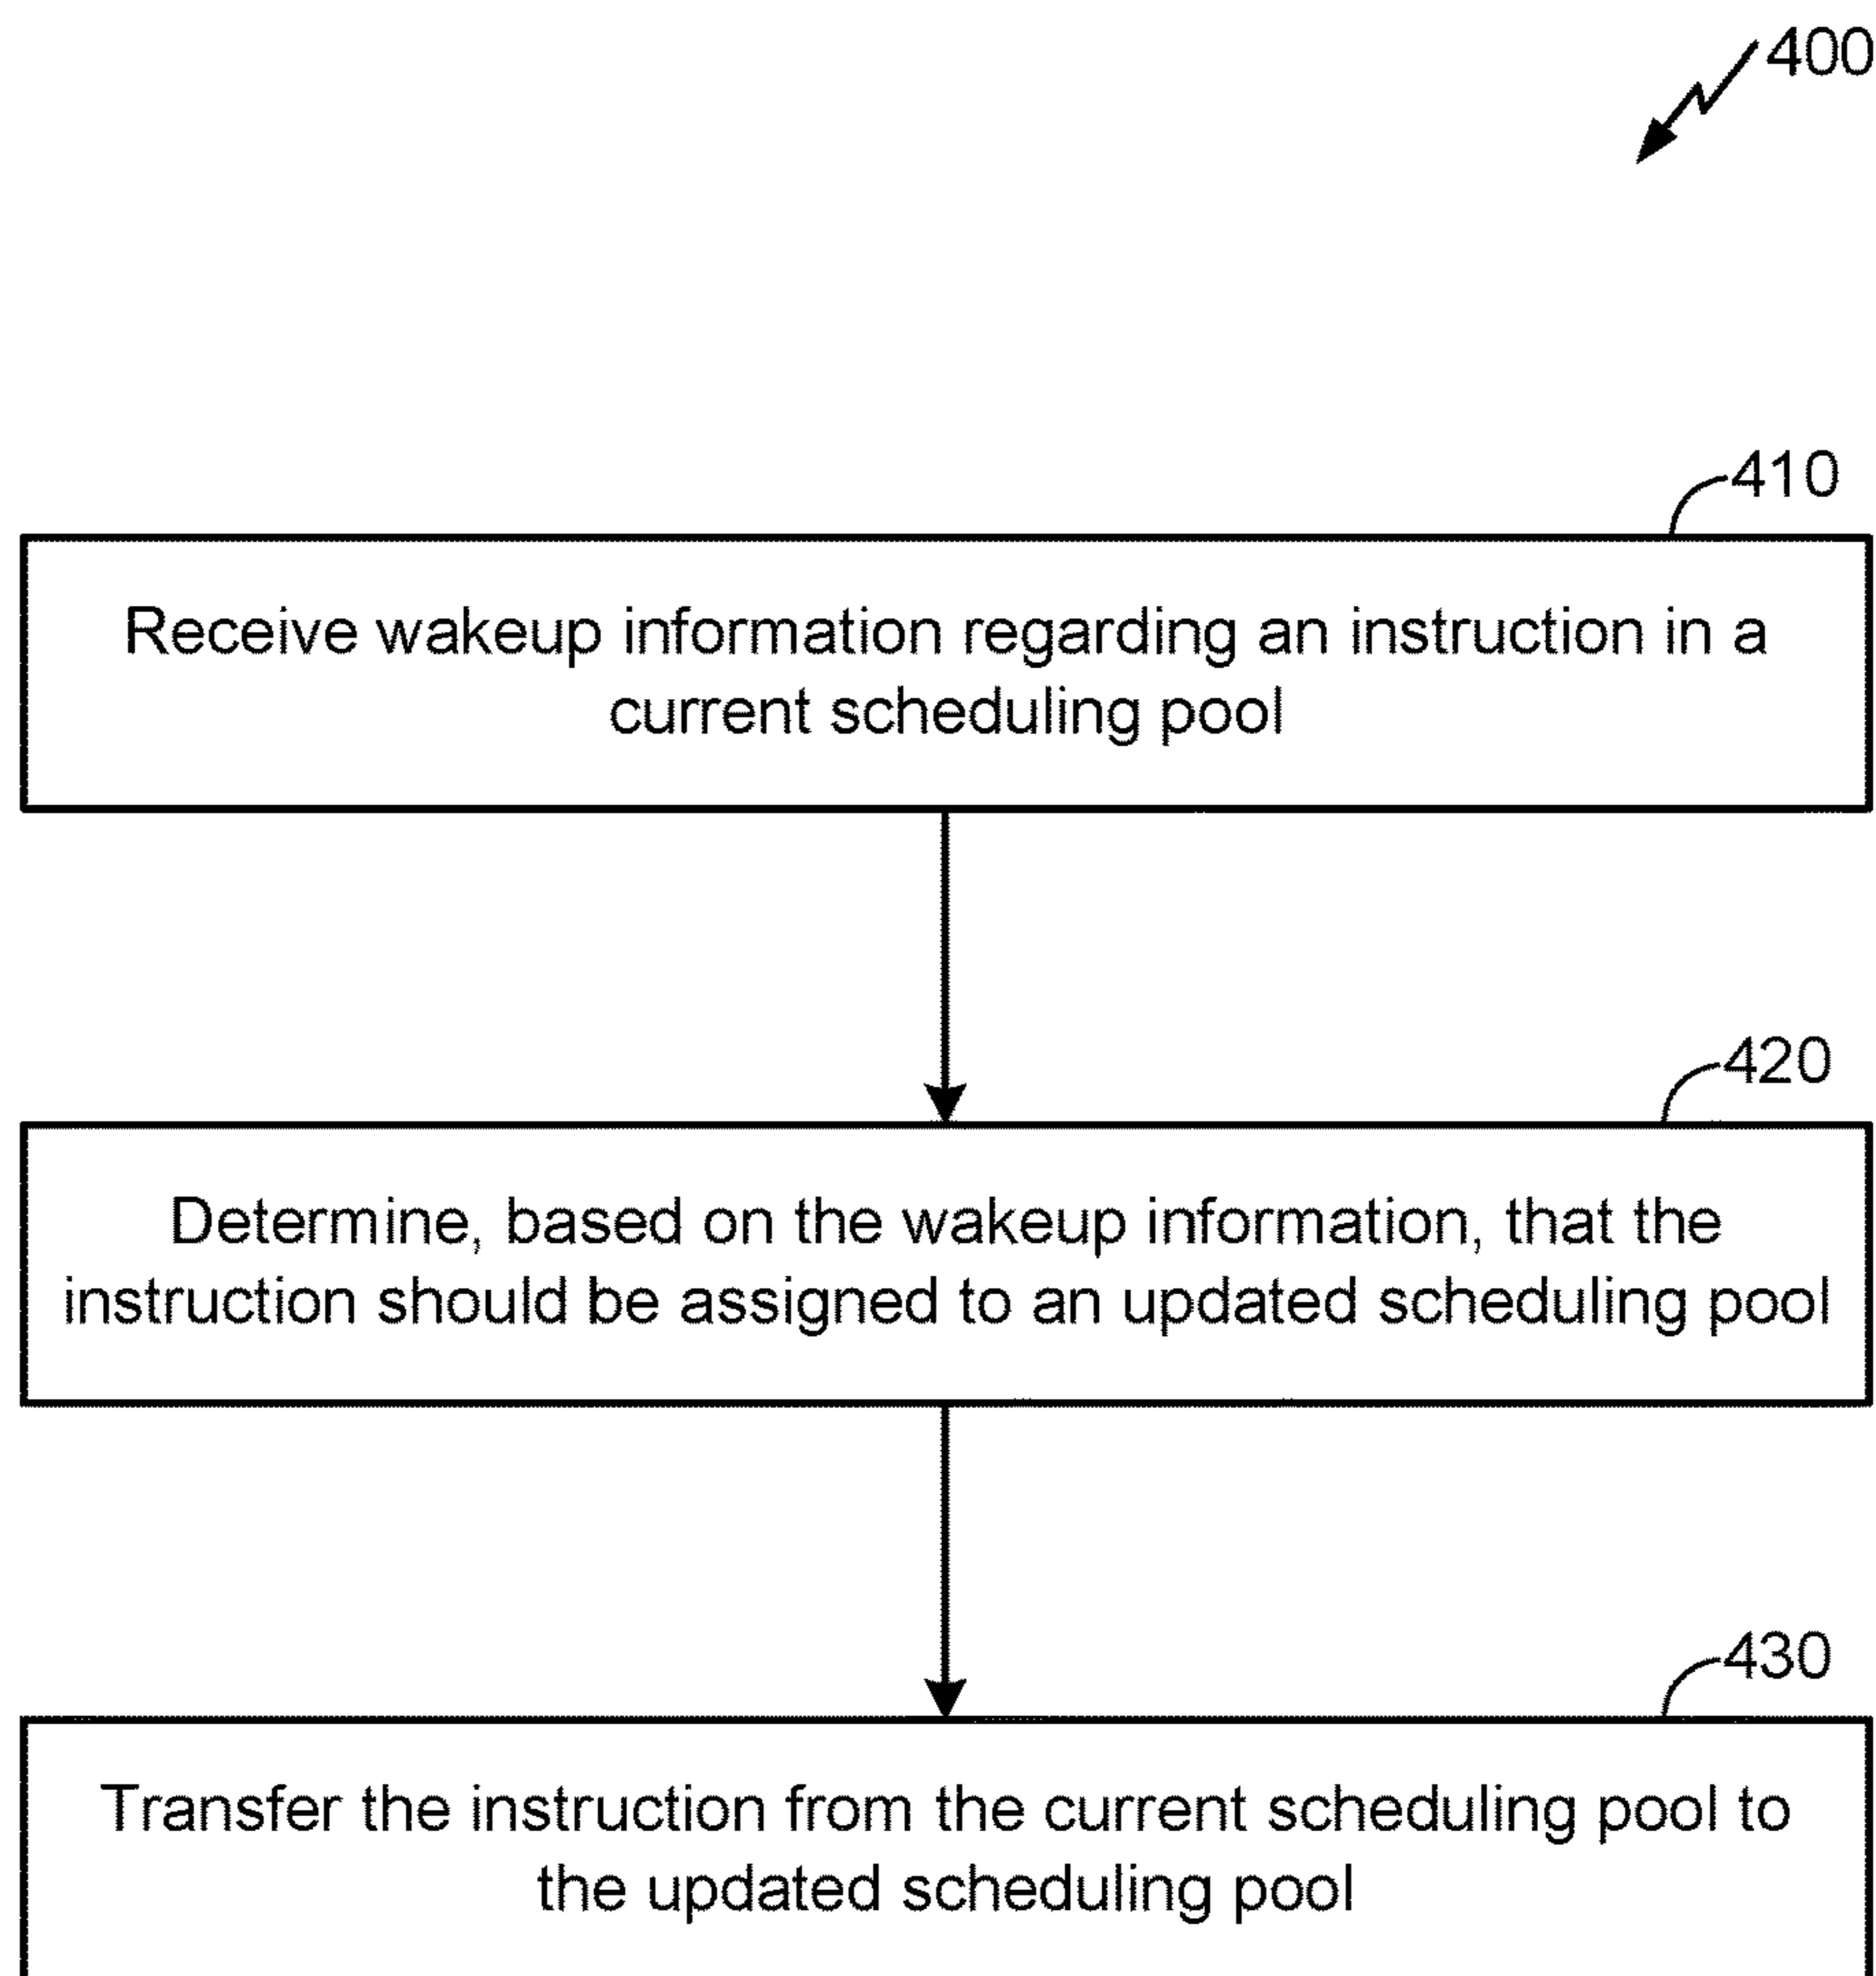 400
410
Receive wakeup information regarding an instruction in a
current scheduling pool
420
Determine, based on the wakeup information, that the
instruction should be assigned to an updated scheduling pool
430
Transfer the instruction from the current scheduling pool to
the updated scheduling pool